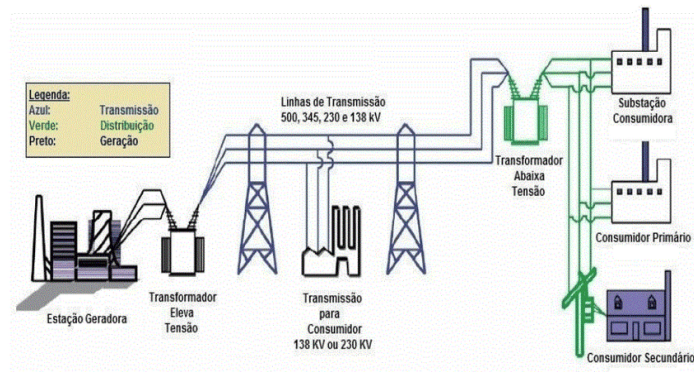 Legenda:
Azul: Transmissão
Verde: Distribuição
Preto: Geração
Linhas de Transmissão
500, 345, 230 e 138 kV
Substação
Consumidora
Transformador
Abaixa
Tensão
Consumidor Primário
Estação Geradora
Transformador
Eleva
Tensão
Transmissão
para
Consumidor
138 KV ou 230 KV
Consumidor Secundário